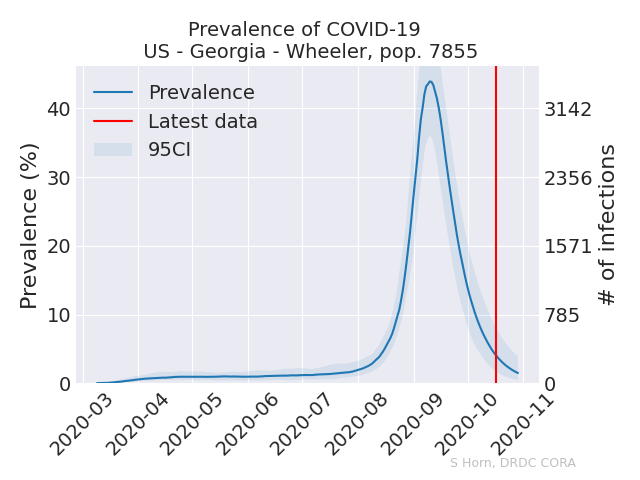 Prevalence of COVID-19
US - Georgia - Wheeler, pop. 7855
Prevalence
Latest data
95CI
Prevalence (%)
40
30
20
10
0
3142
2356
1571
785
0
# of infections
2020-03
2020-04
2020-05
2020-06
2020-07
2020-08
2020-09
2020-10
2020-11
S Horn, DRDC CORA